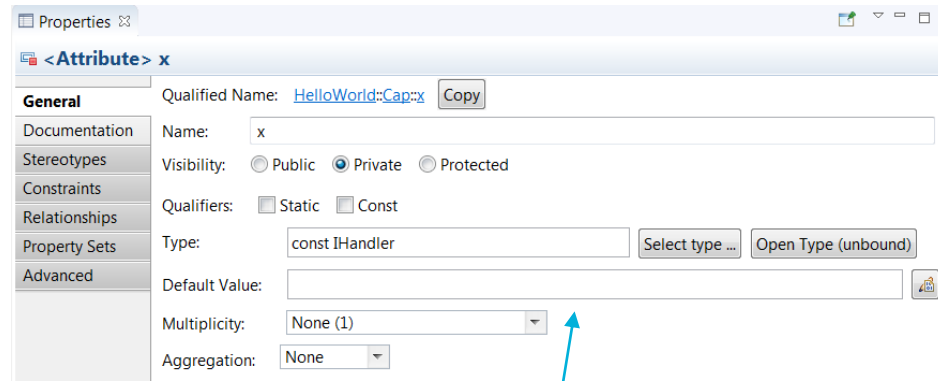 Properties
<Attribute> x
General
Documentation
Stereotypes
Constraints
Relationships
Property Sets
Advanced
Qualified Name: HelloWorld::Cap::x Copy
Name: x
Visibility: Public Private Protected
Qualifiers: Static Const
Type: const IHandler Select type ... Open Type (unbound)
Default Value:
Multiplicity: None (1)
Aggregation: None